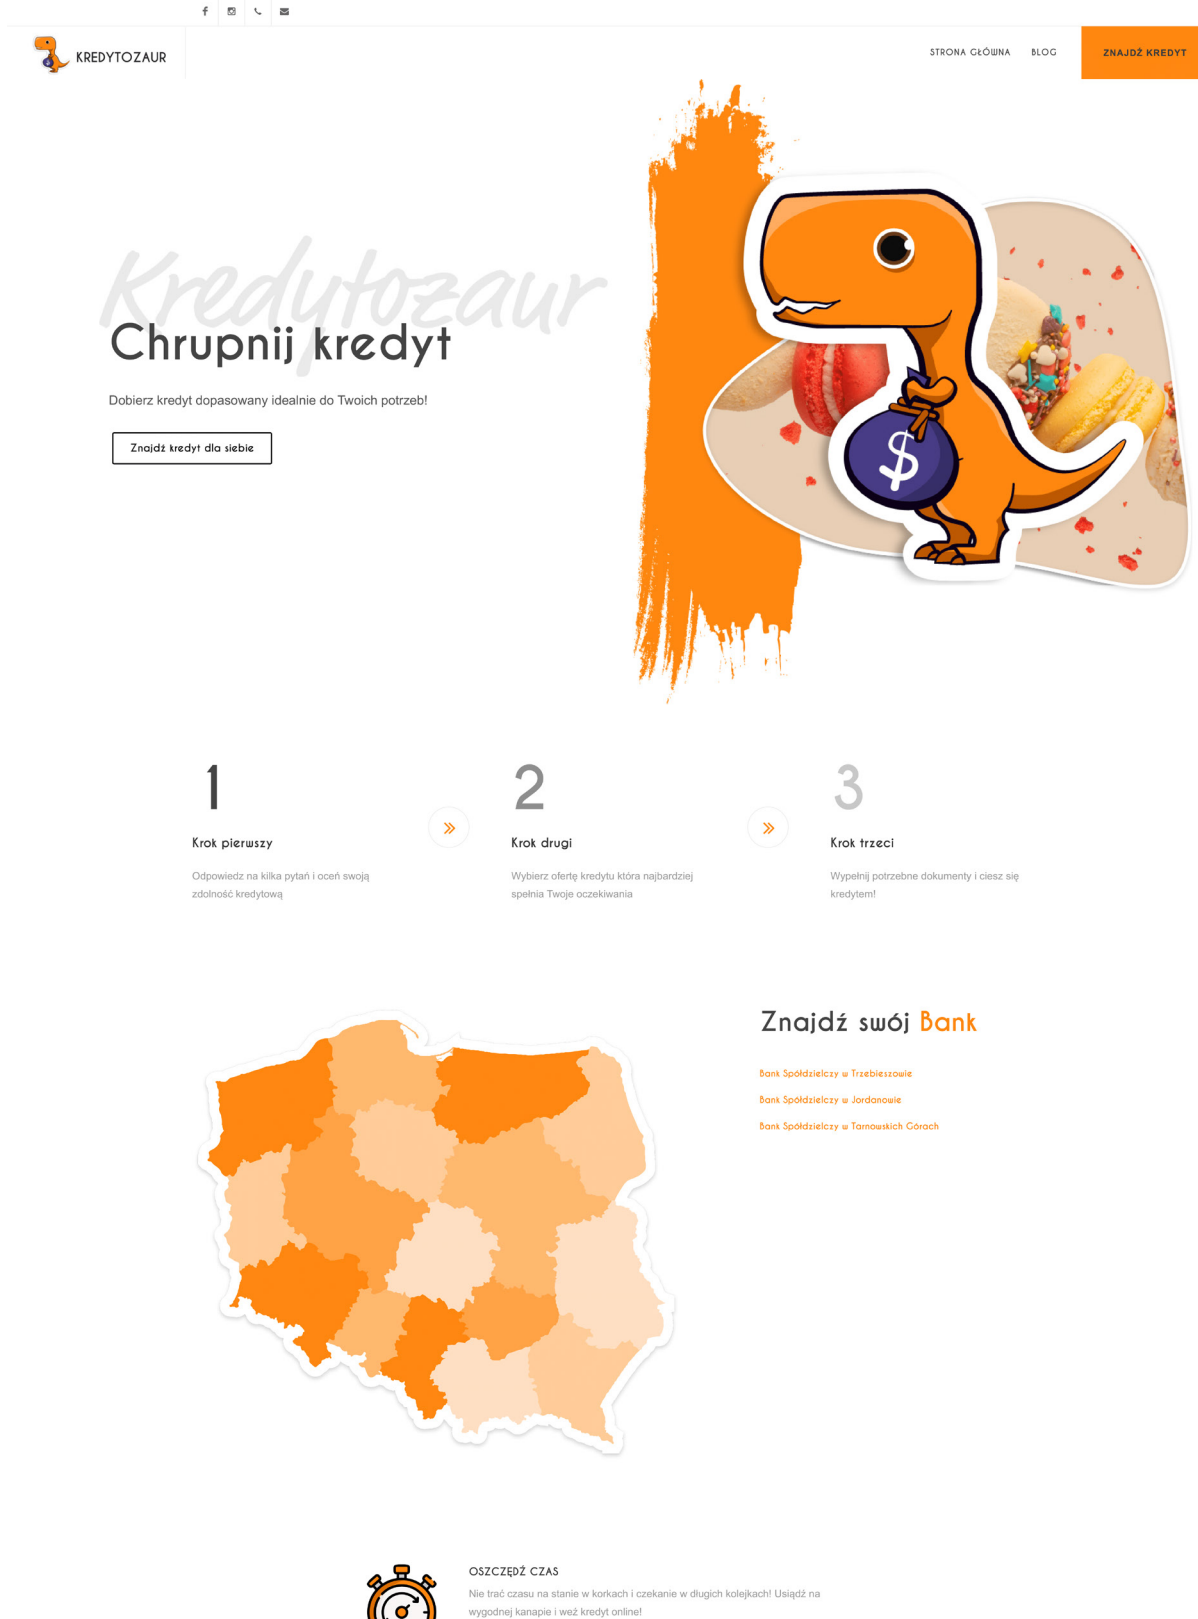 KREDYTOZAUR
STRONA GŁÓWNA
BLOG
ZNAJDŹ KREDYT
Kredytozaur
Chrupnij kredyt
Dobierz kredyt dopasowany idealnie do Twoich potrzeb!
Znajdź kredyt dla siebie
$
1
Krok pierwszy
Odpowiedz na kilka pytań i oceń swoją
zdolność kredytową
2
Krok drugi
Wybierz ofertę kredytu która najbardziej
spełnia Twoje oczekiwania
3
Krok trzeci
Wypełnij potrzebne dokumenty i ciesz się
kredytem!
Znajdź swój Bank
Bank Spółdzielczy w Trzebieszowie
Bank Spółdzielczy w Jordanowie
Bank Spółdzielczy w Tarnowskich Górach
OSZCZĘDŹ CZAS
Nie trać czasu na stanie w korkach i czekanie w długich kolejkach! Usiądź na
wygodnej kanapie i weź kredyt online!